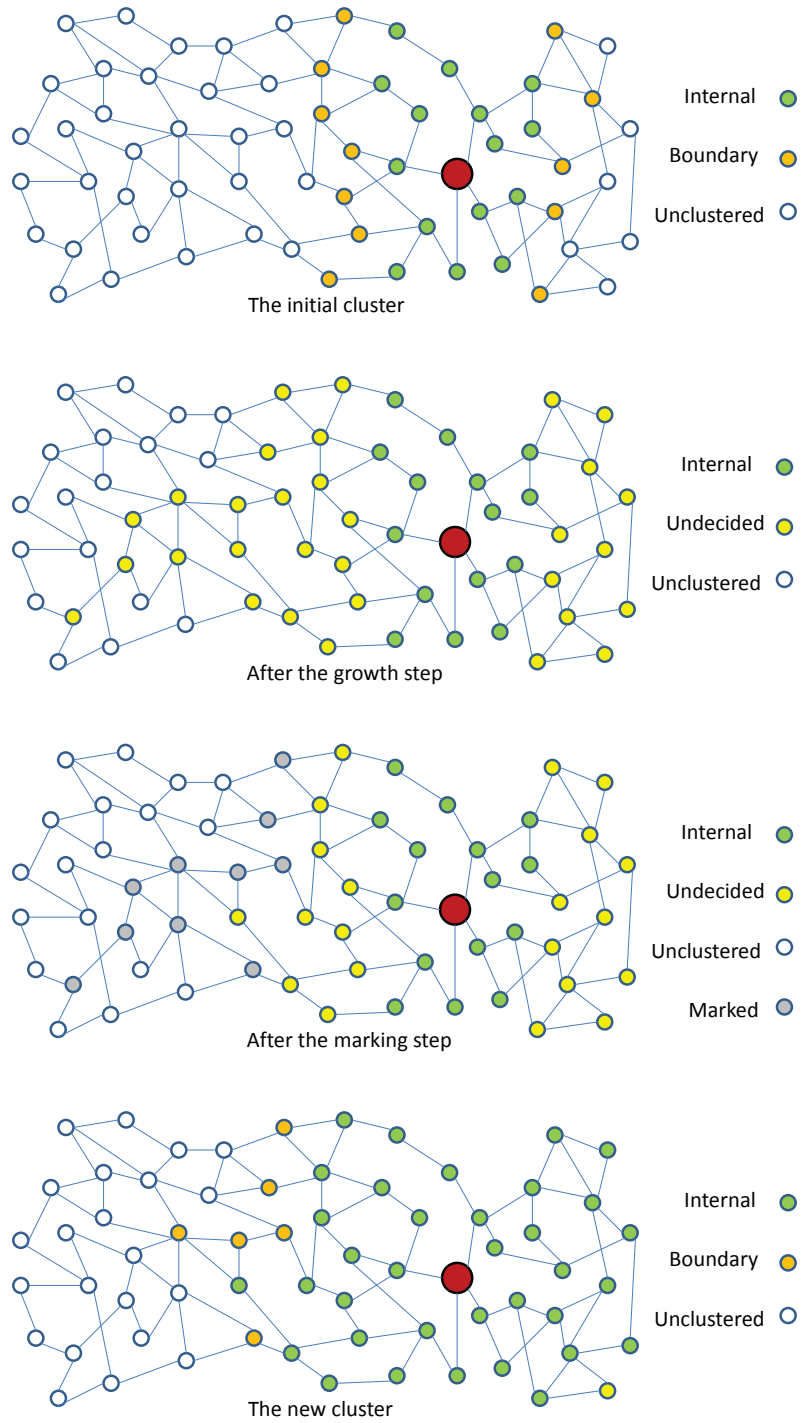 Internal
Boundary
Unclustered
The initial cluster
Internal
Undecided
Unclustered
After the growth step
Internal
Undecided
Unclustered
Marked
After the marking step
Internal
Boundary
Unclustered
The new cluster